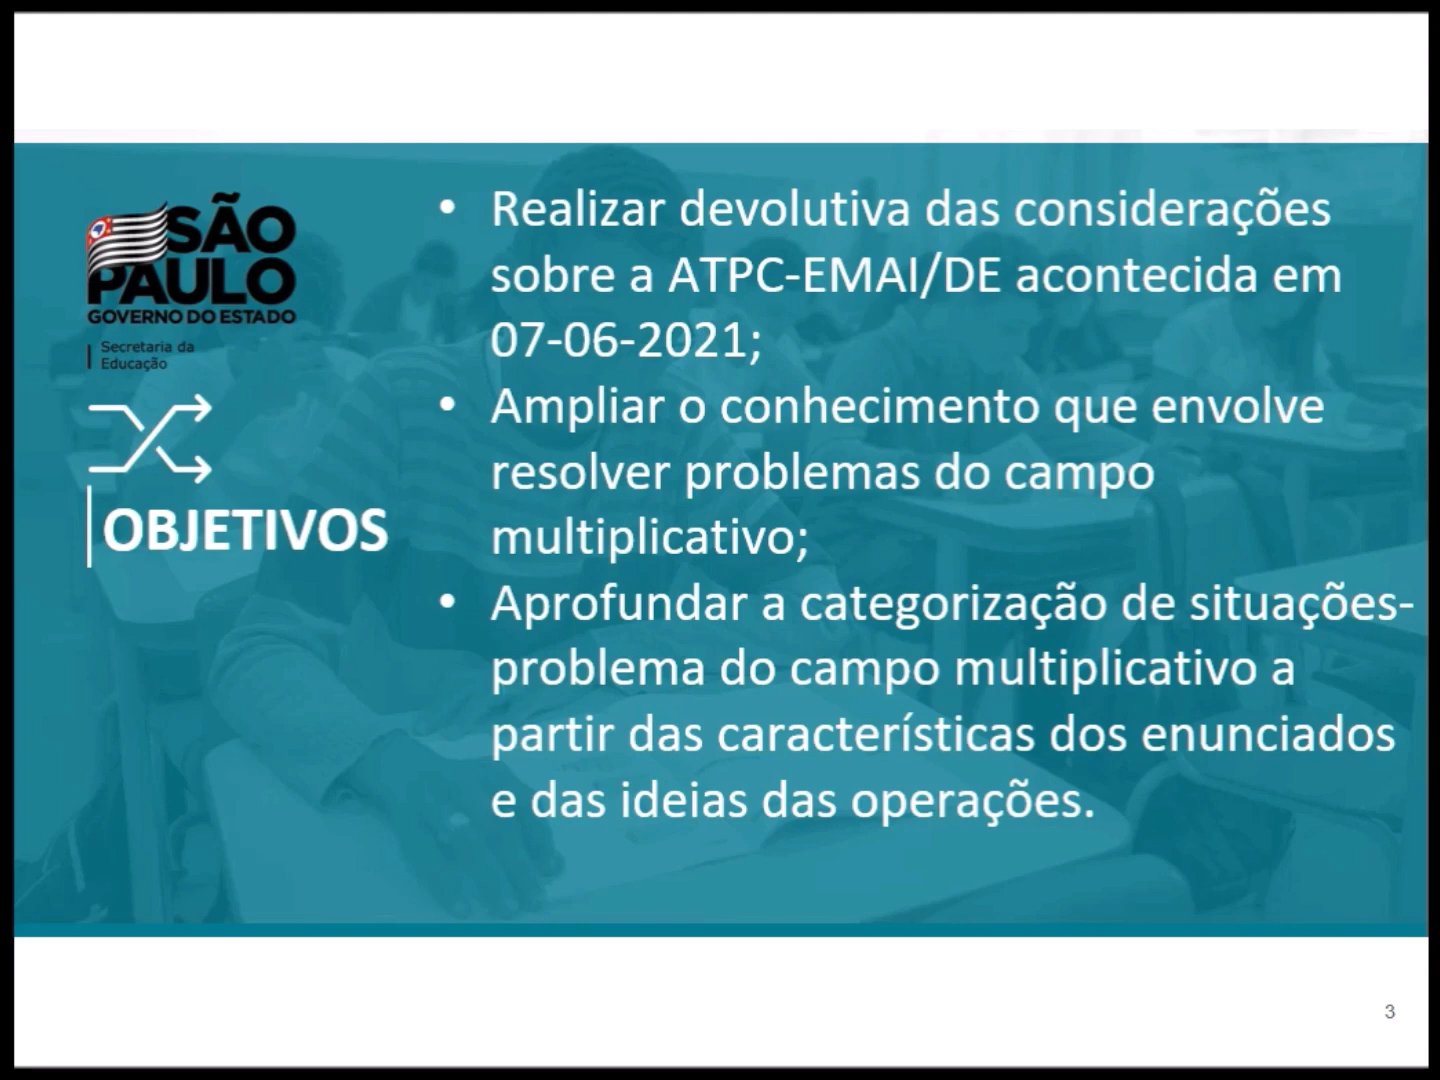 SÃO
PAULO
GOVERNO DO ESTADO
Secretaria da
Educação
OBJETIVOS
• Realizar devolutiva das considerações
sobre a ATPC-EMAI/DE acontecida em
07-06-2021;
• Ampliar o conhecimento que envolve
resolver problemas do campo
multiplicativo;
• Aprofundar a categorização de situações-
problema do campo multiplicativo a
partir das características dos enunciados
e das ideias das operações.
3